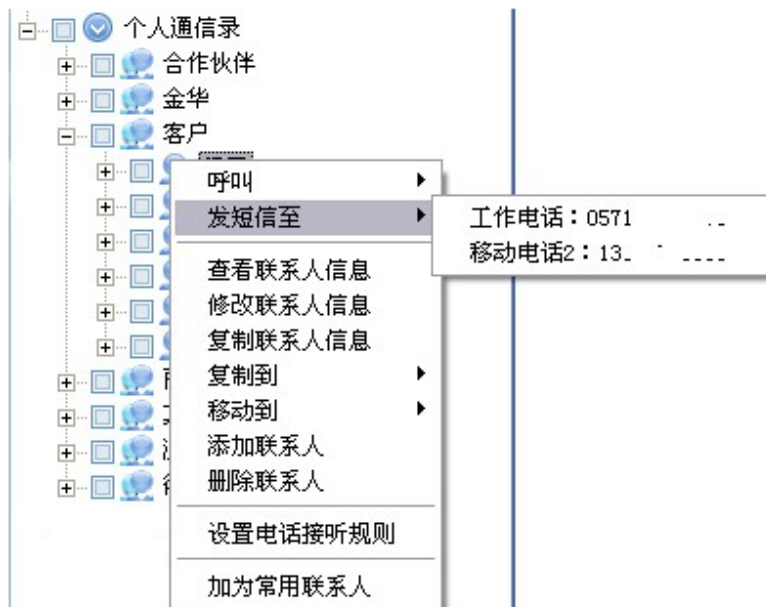 个人通信录
合作伙伴
金华
客户
呼叫
发短信至
工作电话：0571
移动电话2：13
查看联系人信息
修改联系人信息
复制联系人信息
复制到
移动到
添加联系人
删除联系人
设置电话接听规则
加为常用联系人